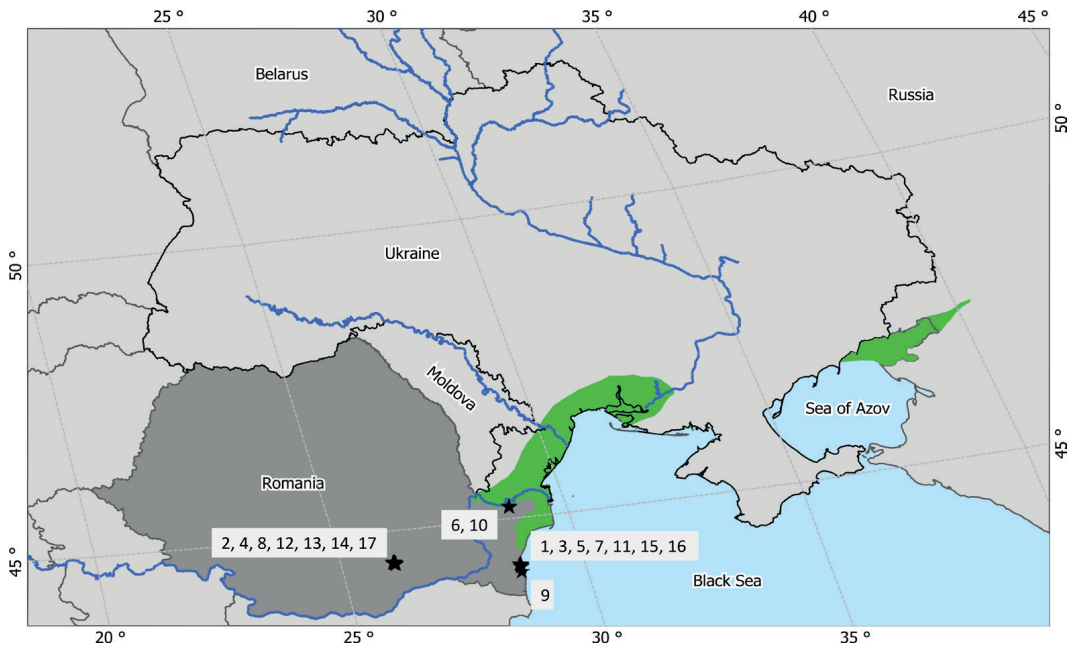 25 °
30 °
35 °
40 °
45 °
Belarus
Russia
50 °
Ukraine
50 °
Moldova
Sea of Azov
45 °
Romania
6, 10
2, 4, 8, 12, 13, 14, 17
1, 3, 5, 7, 11, 15, 16
45 °
Black Sea
9
20 °
25 °
30 °
35 °